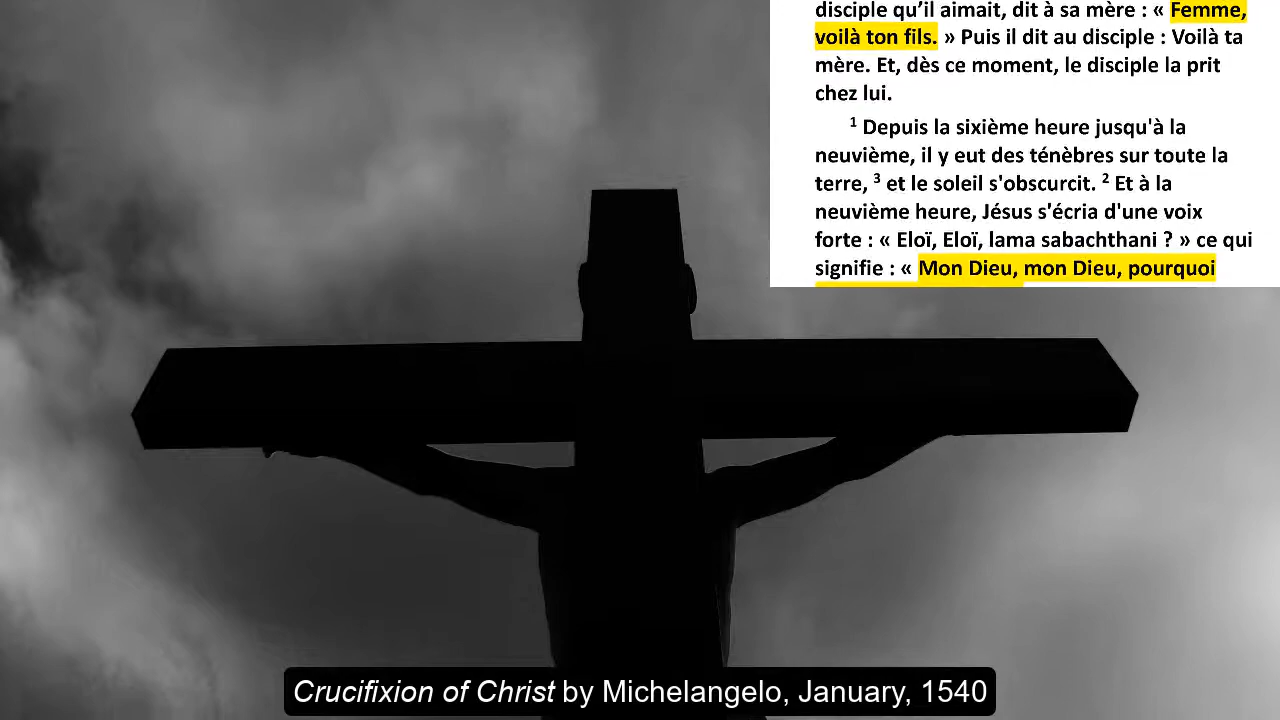 disciple qu’il aimait, dit à sa mère : « Femme,
voilà ton fils. » Puis il dit au disciple : Voilà ta
mère. Et, dès ce moment, le disciple la prit
chez lui.
¹ Depuis la sixième heure jusqu'à la
neuvième, il y eut des ténèbres sur toute la
terre, ³ et le soleil s'obscurcit. ² Et à la
neuvième heure, Jésus s'écria d'une voix
forte : « Eloï, Eloï, lama sabachthani ? » ce qui
signifie : « Mon Dieu, mon Dieu, pourquoi
Crucifixion of Christ by Michelangelo, January, 1540